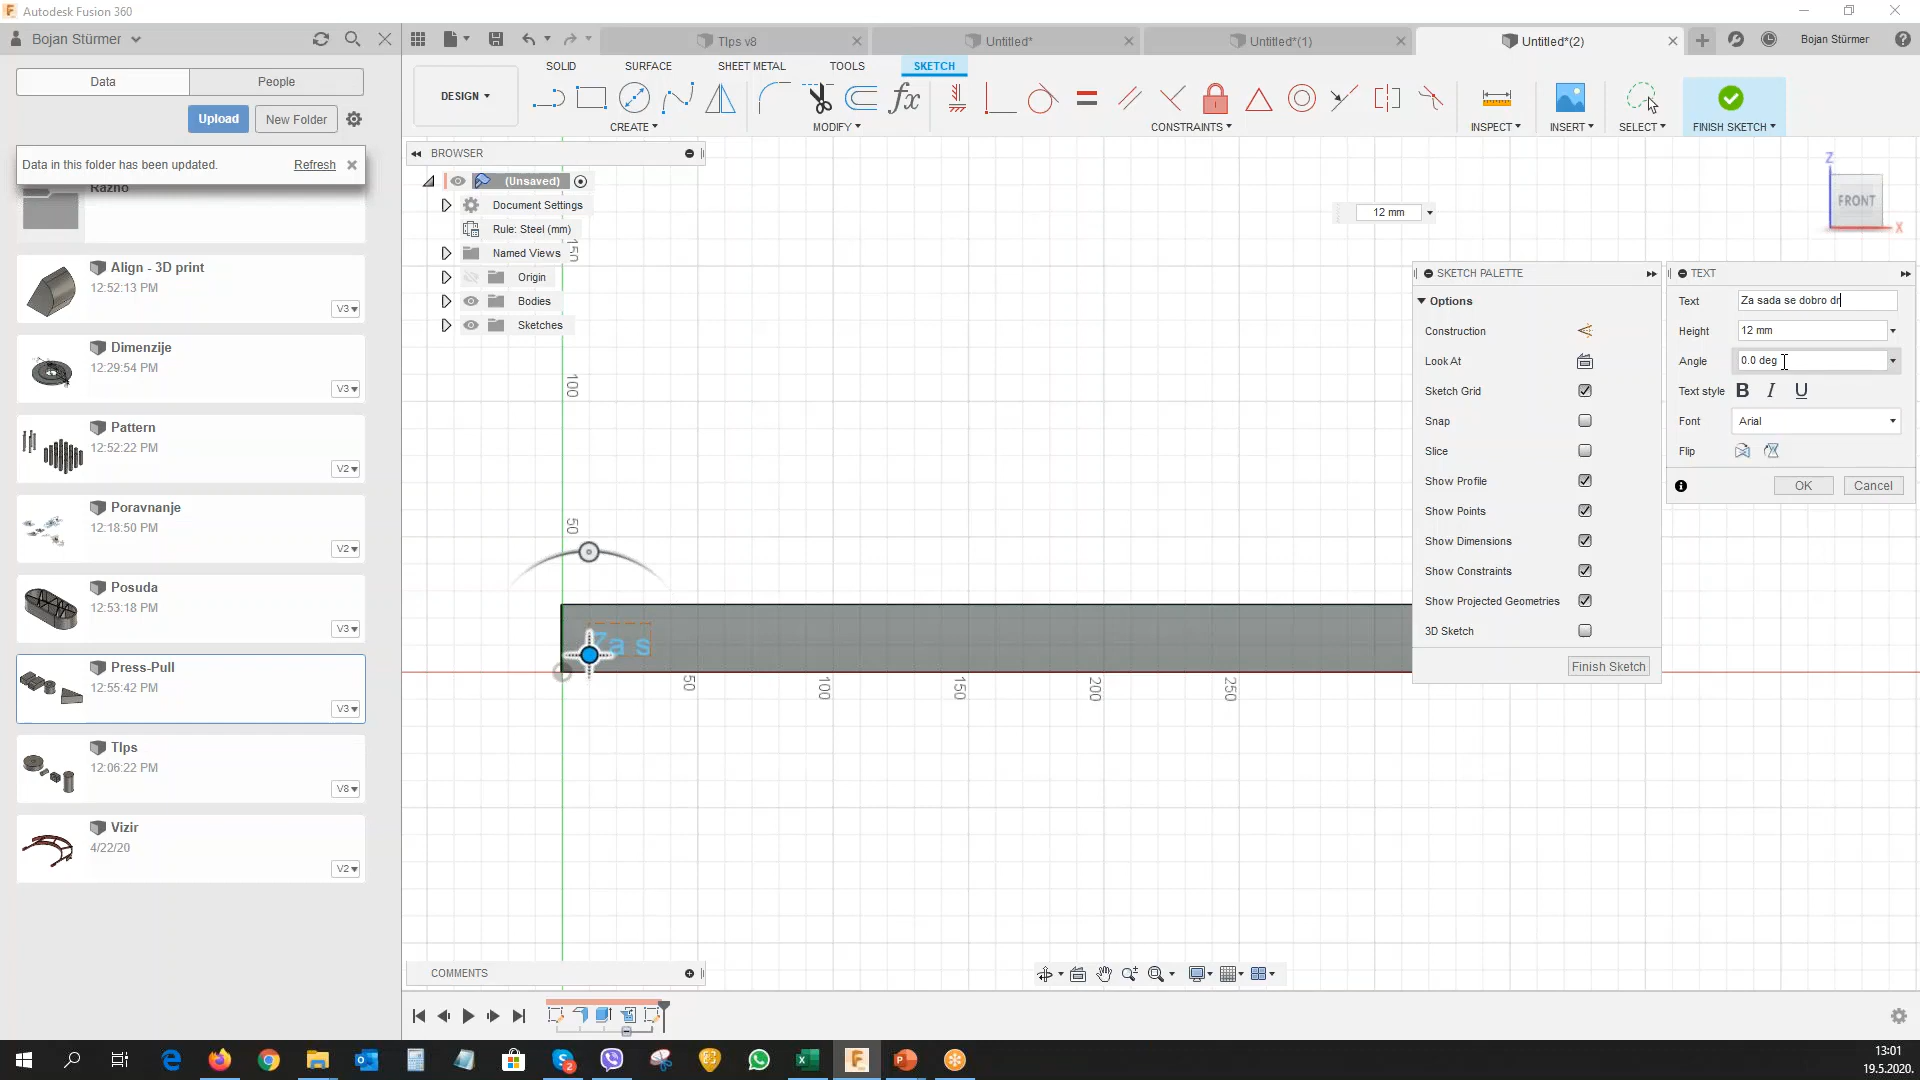 Autodesk Fusion 360
Bojan Stürmer
TIps v8
Untitled*
Untitled*(1)
Untitled*(2)
Bojan Stürmer
Data
People
Upload
New Folder
Data in this folder has been updated.
Refresh
Razno
Align - 3D print
12:52:13 PM
V3
Dimenzije
12:29:54 PM
V3
Pattern
12:52:22 PM
V2
Poravnanje
12:18:50 PM
V2
Posuda
12:53:18 PM
V3
Press-Pull
12:55:42 PM
V3
TIps
12:06:22 PM
V8
Vizir
4/22/20
V2
SOLID
SURFACE
SHEET METAL
TOOLS
SKETCH
DESIGN
CREATE
MODIFY
CONSTRAINTS
INSPECT
INSERT
SELECT
FINISH SKETCH
BROWSER
(Unsaved)
Document Settings
Rule: Steel (mm)
Named Views
Origin
Bodies
Sketches
12 mm
Z
FRONT
X
150
100
50
Za s
50
100
150
200
250
SKETCH PALETTE
Options
Construction
Look At
Sketch Grid
Snap
Slice
Show Profile
Show Points
Show Dimensions
Show Constraints
Show Projected Geometries
3D Sketch
Finish Sketch
TEXT
Text
Za sada se dobro dr
Height
12 mm
Angle
0.0 deg
Text style
B I U
Font
Arial
Flip
OK
Cancel
COMMENTS
13:01
19.5.2020.